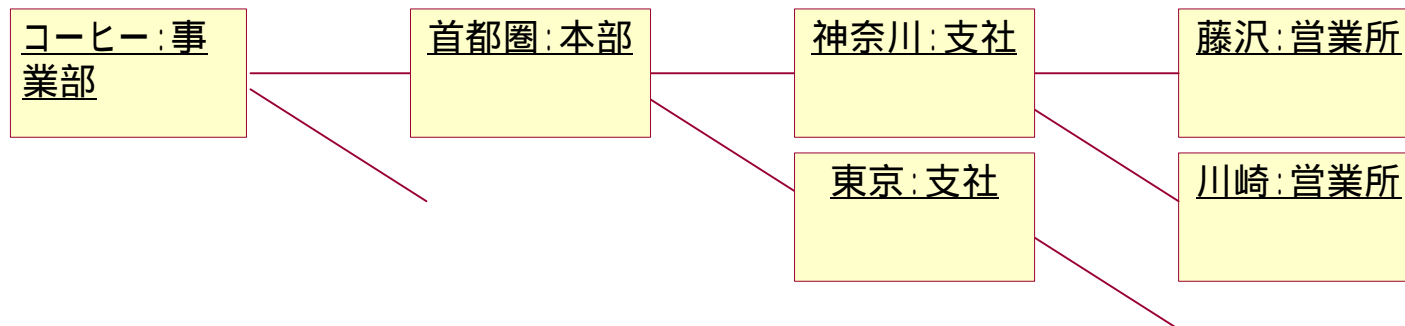 コーヒー:事
業部
首都圏:本部
神奈川:支社
藤沢:営業所
東京:支社
川崎:営業所